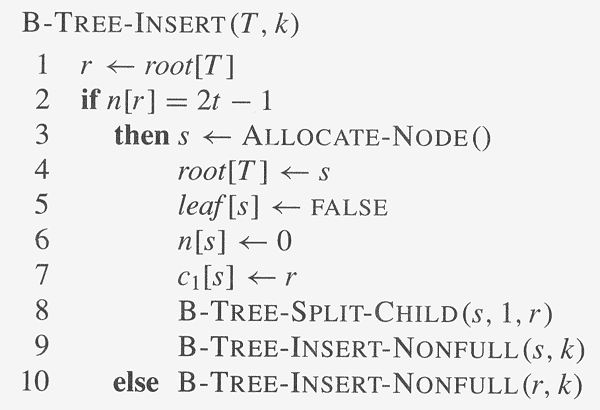 B-TREE-INSERT(T, k)
1 r ← root[T]
2 if n[r] = 2t − 1
3 then s ← ALLOCATE-NODE()
4 root[T] ← s
5 leaf[s] ← FALSE
6 n[s] ← 0
7 c₁[s] ← r
8 B-TREE-SPLIT-CHILD(s, 1, r)
9 B-TREE-INSERT-NONFULL(s, k)
10 else B-TREE-INSERT-NONFULL(r, k)